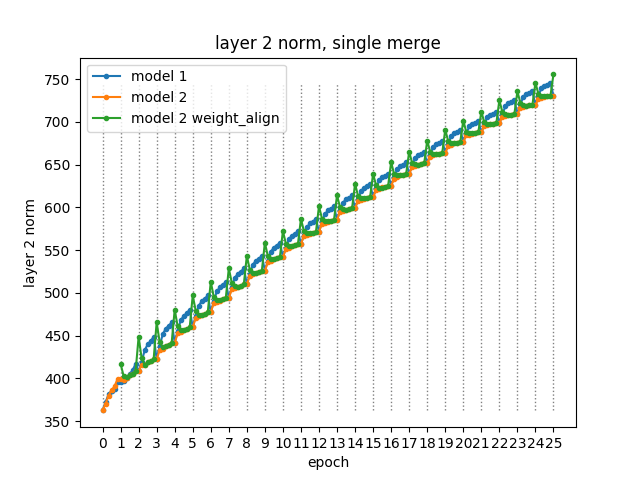 layer 2 norm, single merge
model 1
model 2
model 2 weight_align
layer 2 norm
750
700
650
600
550
500
450
400
350
0 1 2 3 4 5 6 7 8 9 10 11 12 13 14 15 16 17 18 19 20 21 22 23 24 25
epoch